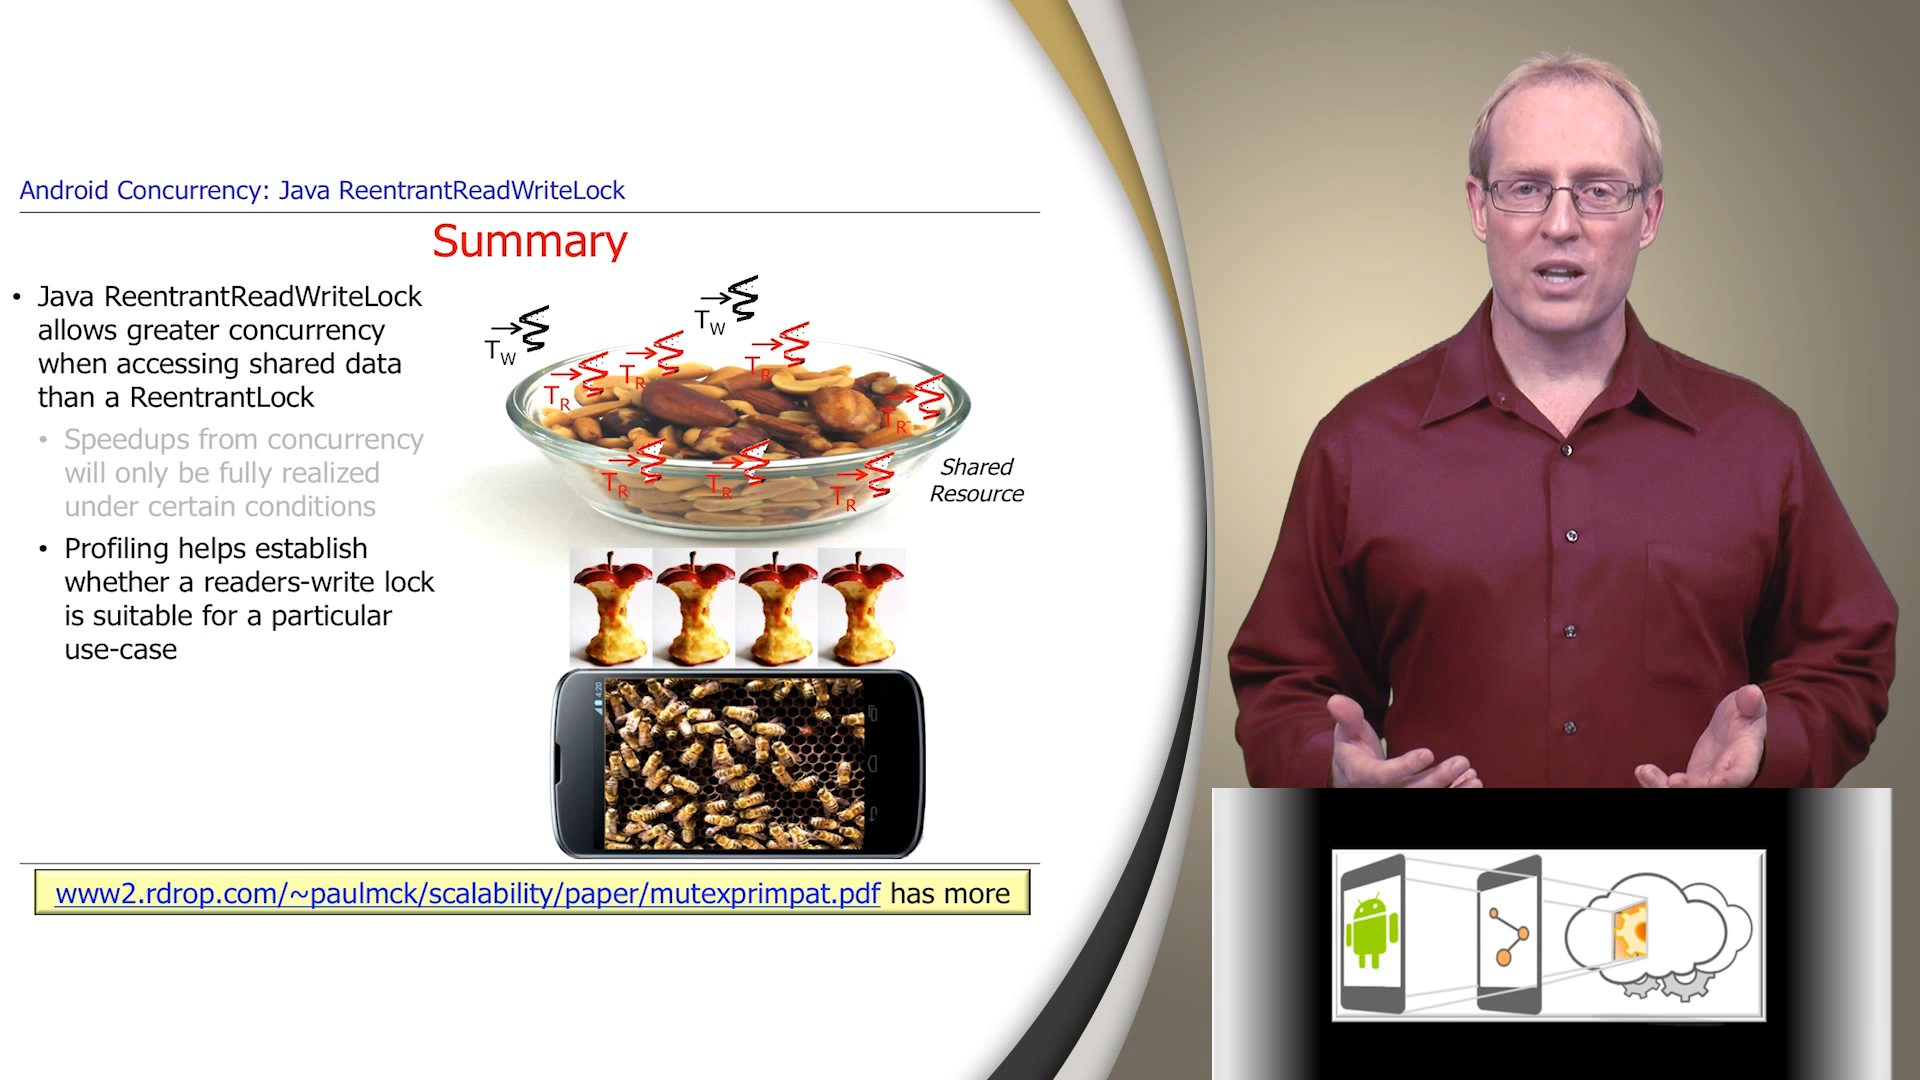 Android Concurrency: Java ReentrantReadWriteLock
Summary
• Java ReentrantReadWriteLock
allows greater concurrency
when accessing shared data
than a ReentrantLock
• Speedups from concurrency
will only be fully realized
under certain conditions
• Profiling helps establish
whether a readers-write lock
is suitable for a particular
use-case
TW
TW
TR
TR
TR
TR
TR
TR
TR
Shared
Resource
4:20
www2.rdrop.com/~paulmck/scalability/paper/mutexprimpat.pdf has more